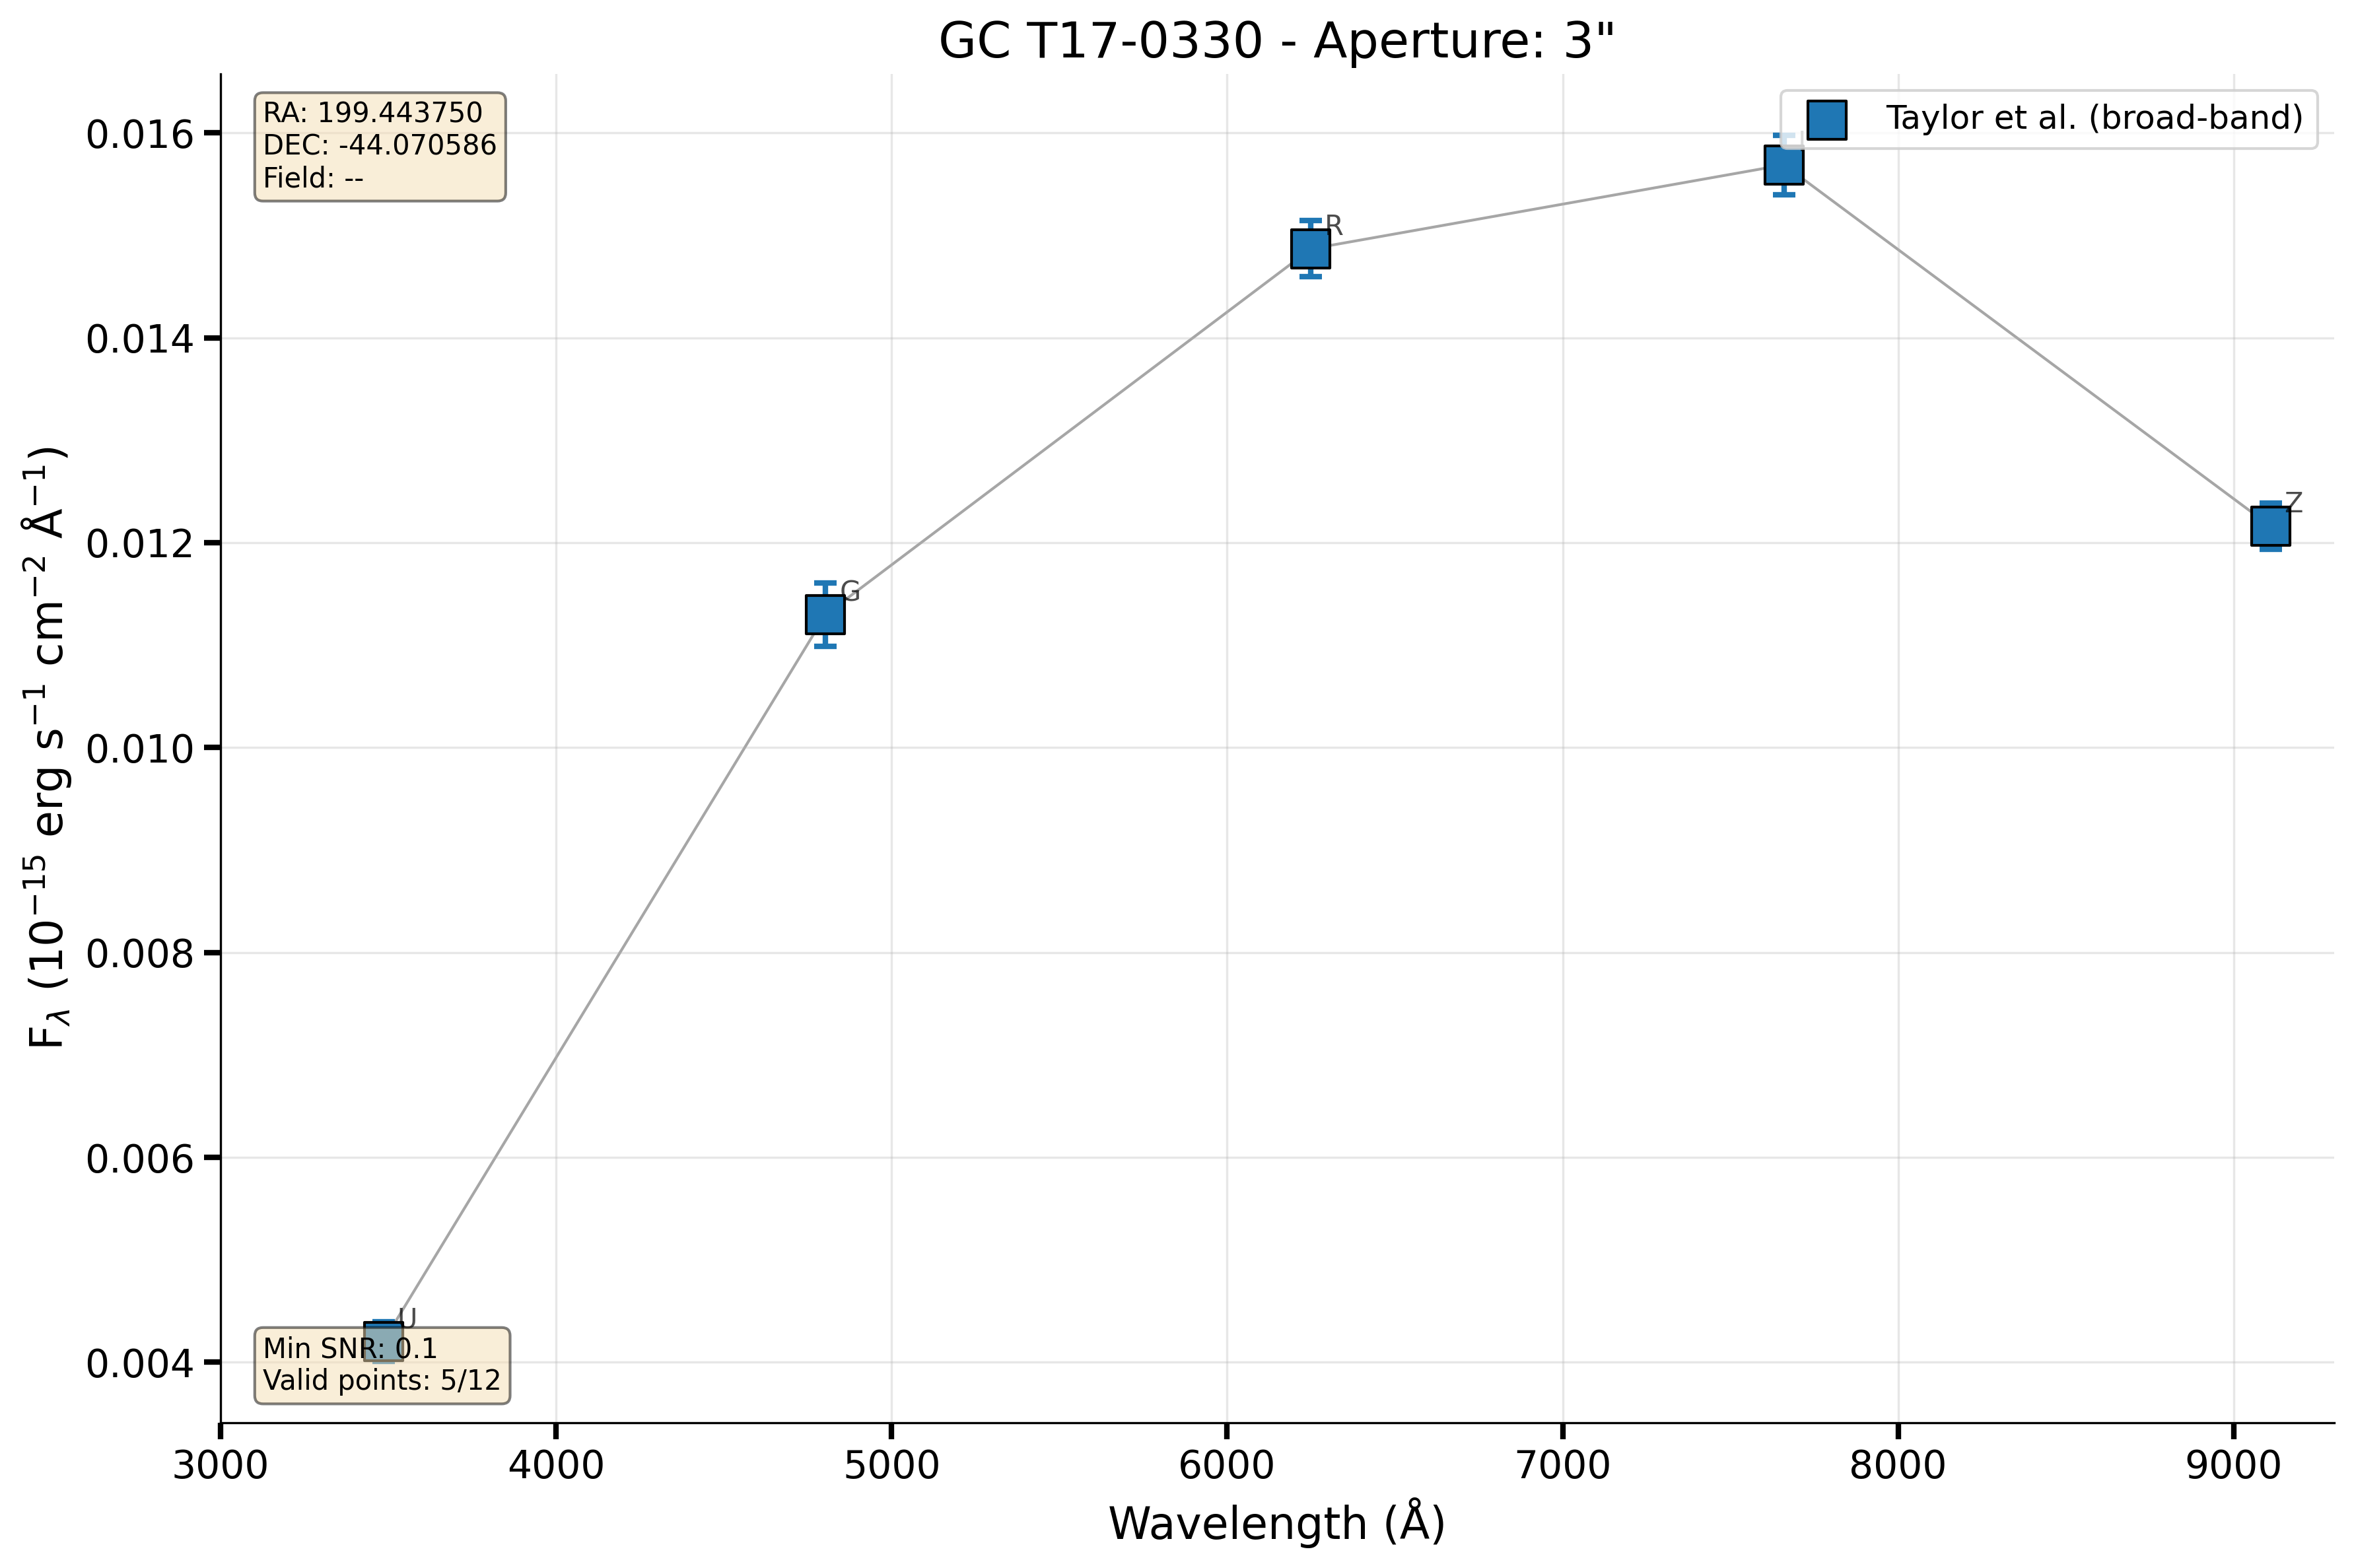 GC T17-0330 - Aperture: 3"
RA: 199.443750
DEC: -44.070586
Field: --
Taylor et al. (broad-band)
0.016
0.014
0.012
0.010
0.008
0.006
0.004
F_λ (10⁻¹⁵ erg s⁻¹ cm⁻² Å⁻¹)
R
G
Z
U
Min SNR: 0.1
Valid points: 5/12
3000 4000 5000 6000 7000 8000 9000
Wavelength (Å)